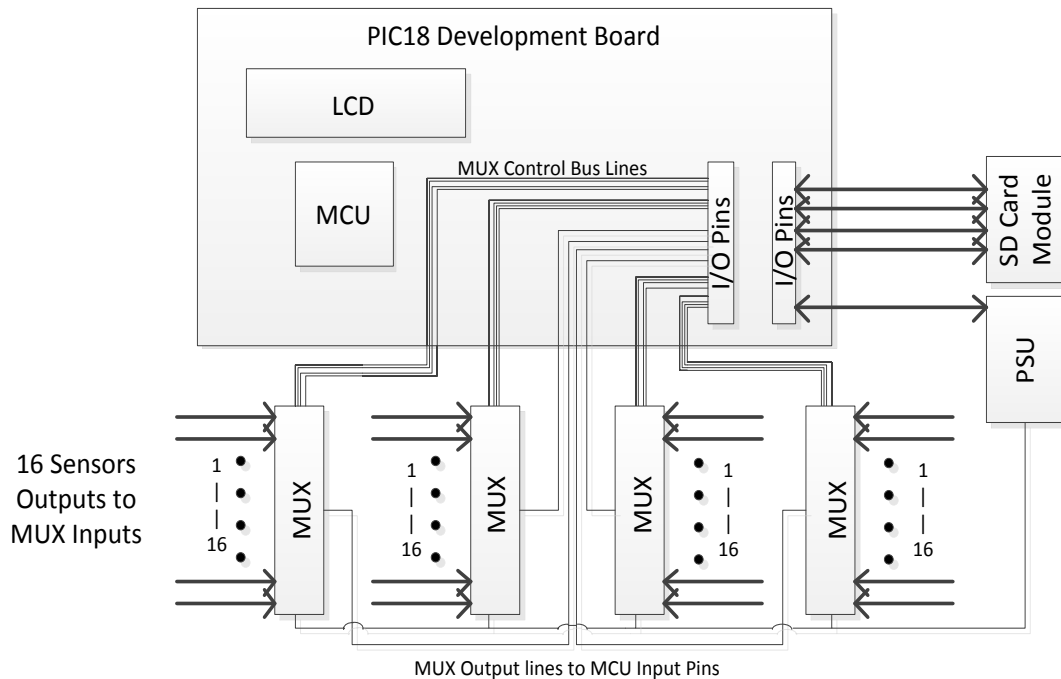 PIC18 Development Board
LCD
MCU
MUX Control Bus Lines
I/O Pins
I/O Pins
SD Card
Module
PSU
16 Sensors
Outputs to
MUX Inputs
1
|
|
16
MUX
1
|
|
16
MUX
MUX
1
|
|
16
MUX
1
|
|
16
MUX Output lines to MCU Input Pins